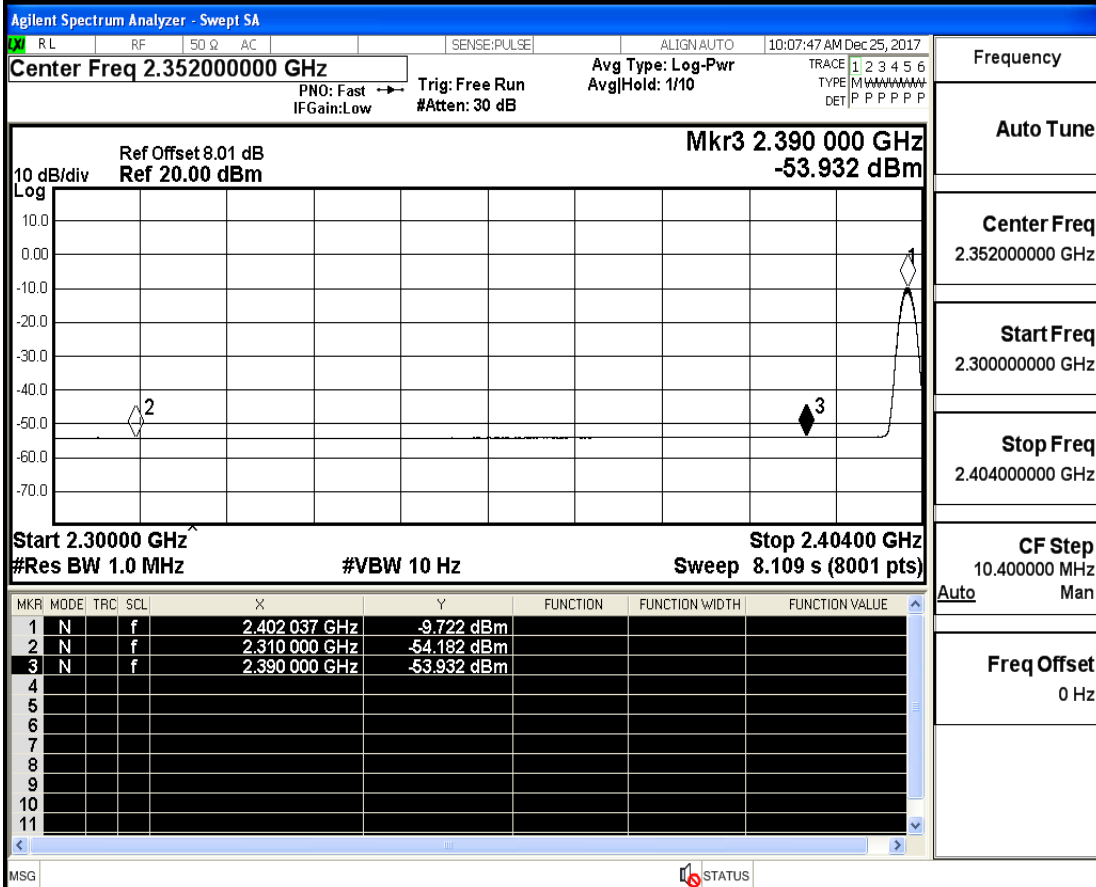 Agilent Spectrum Analyzer - Swept SA
LXI RL RF 50 Ω AC SENSE:PULSE ALIGN AUTO 10:07:47 AM Dec 25, 2017
Center Freq 2.352000000 GHz
PNO: Fast
IFGain:Low
Trig: Free Run
#Atten: 30 dB
Avg Type: Log-Pwr
Avg|Hold: 1/10
TRACE 1 2 3 4 5 6
TYPE M WWWWW
DET P P P P P P
Ref Offset 8.01 dB
10 dB/div Ref 20.00 dBm
Log
Mkr3 2.390 000 GHz
-53.932 dBm
10.0
0.00
-10.0
-20.0
-30.0
-40.0
-50.0
-60.0
-70.0
1
2
3
Start 2.30000 GHz Stop 2.40400 GHz
#Res BW 1.0 MHz #VBW 10 Hz Sweep 8.109 s (8001 pts)
MKR MODE TRC SCL X Y FUNCTION FUNCTION WIDTH FUNCTION VALUE
1 N f 2.402 037 GHz -9.722 dBm
2 N f 2.310 000 GHz -54.182 dBm
3 N f 2.390 000 GHz -53.932 dBm
4
5
6
7
8
9
10
11
MSG STATUS
Frequency
Auto Tune
Center Freq
2.352000000 GHz
Start Freq
2.300000000 GHz
Stop Freq
2.404000000 GHz
CF Step
10.400000 MHz
Auto Man
Freq Offset
0 Hz